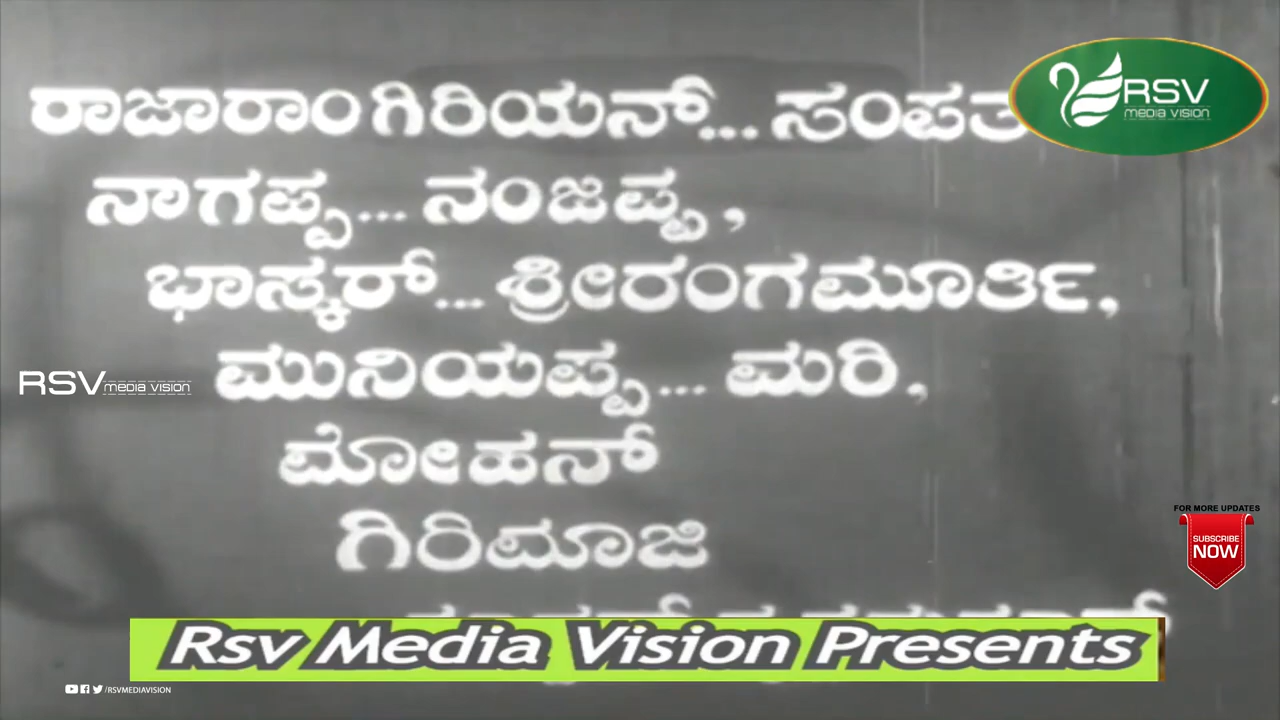 ರಾಜಾರಾಂ ಗಿರಿಯನ್... ಸಂಪತ
RSV
media vision
ನಾಗಪ್ಪ... ನಂಜಪ್ಪ,
ಭಾಸ್ಕರ್... ಶ್ರೀರಂಗಮೂರ್ತಿ,
RSV media vision
ಮುನಿಯಪ್ಪ... ಮರಿ,
ಮೋಹನ್
FOR MORE UPDATES
SUBSCRIBE
NOW
ಗಿರಿಮಾಜಿ
Rsv Media Vision Presents
/RSVMEDIAVISION